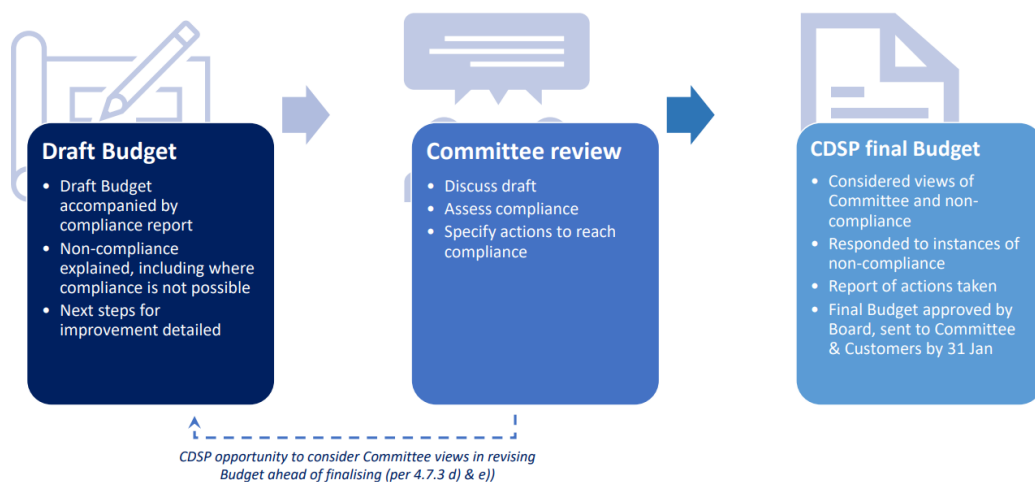 Draft Budget
• Draft Budget
accompanied by
compliance report
• Non-compliance
explained, including where
compliance is not possible
• Next steps for
improvement detailed
Committee review
• Discuss draft
• Assess compliance
• Specify actions to reach
compliance
CDSP final Budget
• Considered views of
Committee and non-
compliance
• Responded to instances of
non-compliance
• Report of actions taken
• Final Budget approved by
Board, sent to Committee
& Customers by 31 Jan
CDSP opportunity to consider Committee views in revising
Budget ahead of finalising (per 4.7.3 d) & e))